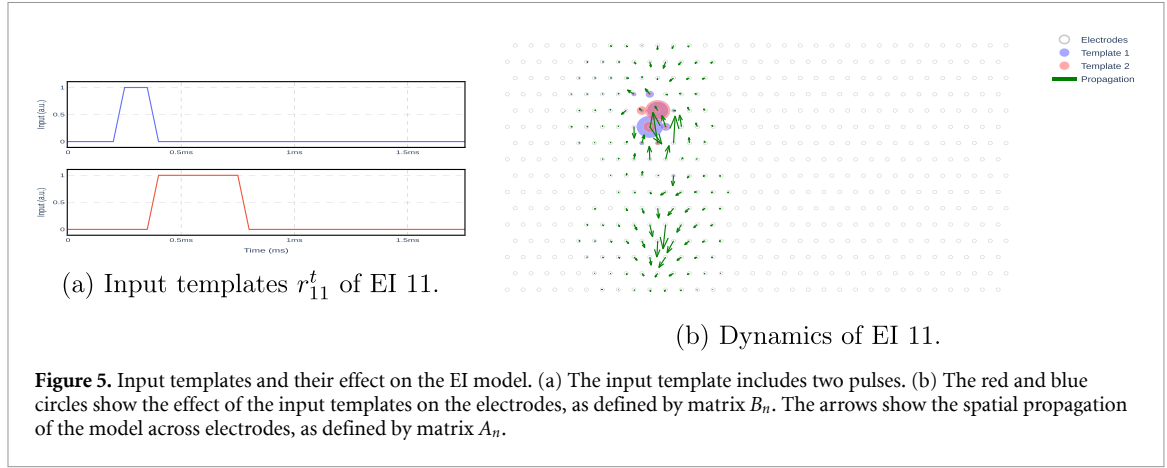 Input (a.u.)
1
0.5
0
0
0.5ms
1ms
1.5ms
Input (a.u.)
1
0.5
0
0
0.5ms
1ms
1.5ms
Time (ms)
(a) Input templates r^t_11 of EI 11.
Electrodes
Template 1
Template 2
Propagation
(b) Dynamics of EI 11.
Figure 5. Input templates and their effect on the EI model. (a) The input template includes two pulses. (b) The red and blue
circles show the effect of the input templates on the electrodes, as defined by matrix B_n. The arrows show the spatial propagation
of the model across electrodes, as defined by matrix A_n.